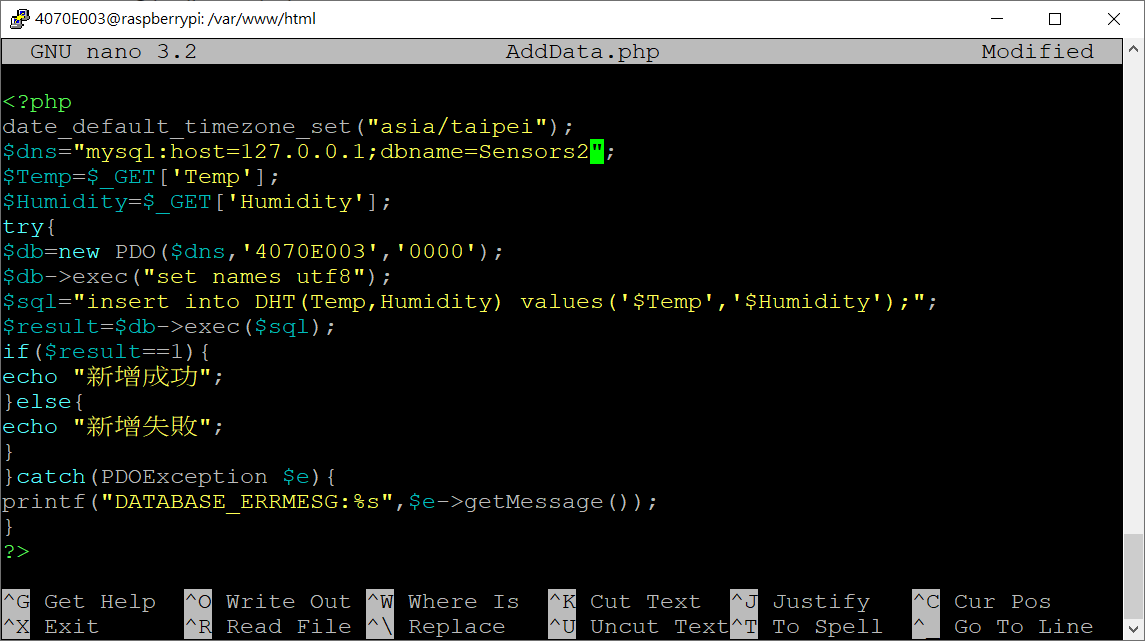 4070E003@raspberrypi: /var/www/html
GNU nano 3.2 AddData.php Modified
<?php
date_default_timezone_set("asia/taipei");
$dns="mysql:host=127.0.0.1;dbname=Sensors2";
$Temp=$_GET['Temp'];
$Humidity=$_GET['Humidity'];
try{
$db=new PDO($dns,'4070E003','0000');
$db->exec("set names utf8");
$sql="insert into DHT(Temp,Humidity) values('$Temp','$Humidity');";
$result=$db->exec($sql);
if($result==1){
echo "新增成功";
}else{
echo "新增失敗";
}
}catch(PDOException $e){
printf("DATABASE_ERRMESG:%s",$e->getMessage());
}
?>
^G Get Help ^O Write Out ^W Where Is ^K Cut Text ^J Justify ^C Cur Pos
^X Exit ^R Read File ^\ Replace ^U Uncut Text ^T To Spell ^_ Go To Line